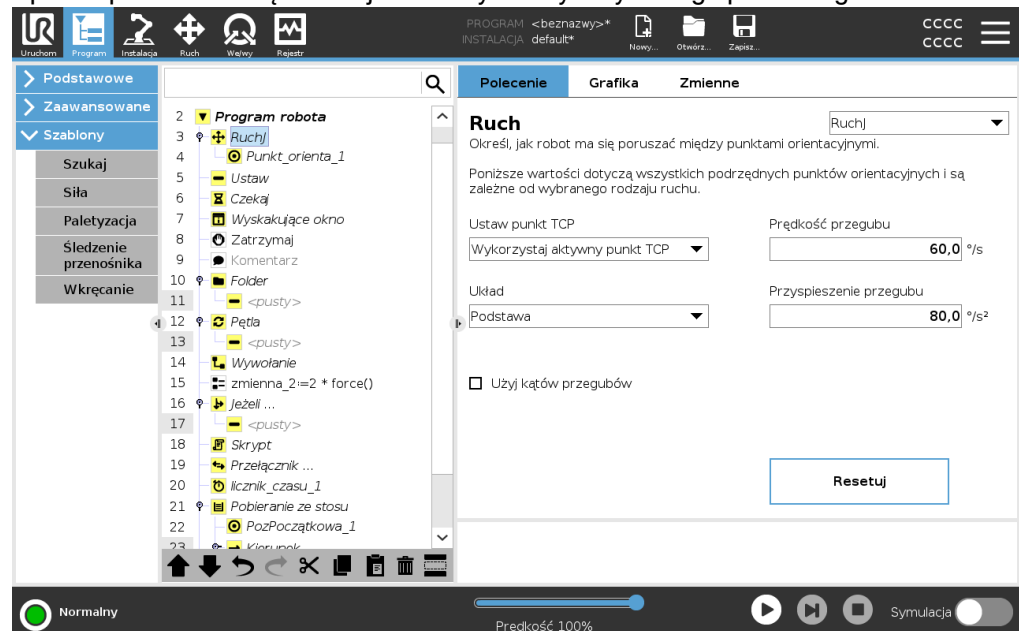 PROGRAM <beznazwy>*
INSTALACJA default*
Uruchom Program Instalacja Ruch We/wy Rejestr
Nowy... Otwórz... Zapisz...
CCCC
CCCC
Podstawowe
Zaawansowane
Szablony
Szukaj
Siła
Paletyzacja
Śledzenie
przenośnika
Wkręcanie
2 Program robota
3 RuchJ
4 Punkt_orienta_1
5 Ustaw
6 Czekaj
7 Wyskakujące okno
8 Zatrzymaj
9 Komentarz
10 Folder
11 <pusty>
12 Pętla
13 <pusty>
14 Wywołanie
15 zmienna_2:=2 * force()
16 Jeżeli ...
17 <pusty>
18 Skrypt
19 Przełącznik ...
20 licznik_czasu_1
21 Pobieranie ze stosu
22 PozPoczątkowa_1
23 Kierunek
Polecenie Grafika Zmienne
Ruch
RuchJ
Określ, jak robot ma się poruszać między punktami orientacyjnymi.
Poniższe wartości dotyczą wszystkich podrzędnych punktów orientacyjnych i są
zależne od wybranego rodzaju ruchu.
Ustaw punkt TCP
Prędkość przegubu
Wykorzystaj aktywny punkt TCP
60,0 °/s
Układ
Przyspieszenie przegubu
Podstawa
80,0 °/s²
Użyj kątów przegubów
Resetuj
Normalny
Prędkość 100%
Symulacja